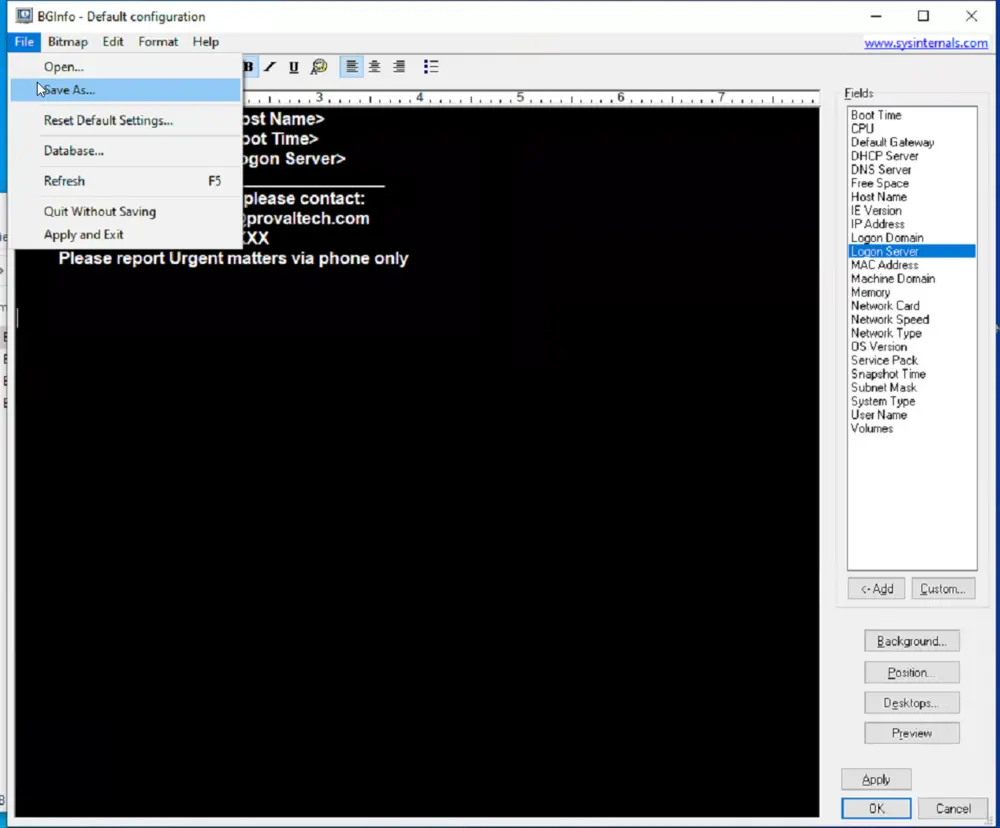 BGInfo - Default configuration
File Bitmap Edit Format Help
www.sysinternals.com
Open...
Save As...
Reset Default Settings...
Database...
Refresh F5
Quit Without Saving
Apply and Exit
B I U
3 4 5 6 7
ost Name>
oot Time>
ogon Server>
please contact:
@provaltech.com
XX
Please report Urgent matters via phone only
Fields
Boot Time
CPU
Default Gateway
DHCP Server
DNS Server
Free Space
Host Name
IE Version
IP Address
Logon Domain
Logon Server
MAC Address
Machine Domain
Memory
Network Card
Network Speed
Network Type
OS Version
Service Pack
Snapshot Time
Subnet Mask
System Type
User Name
Volumes
<- Add Custom...
Background...
Position...
Desktops...
Preview
Apply
OK Cancel